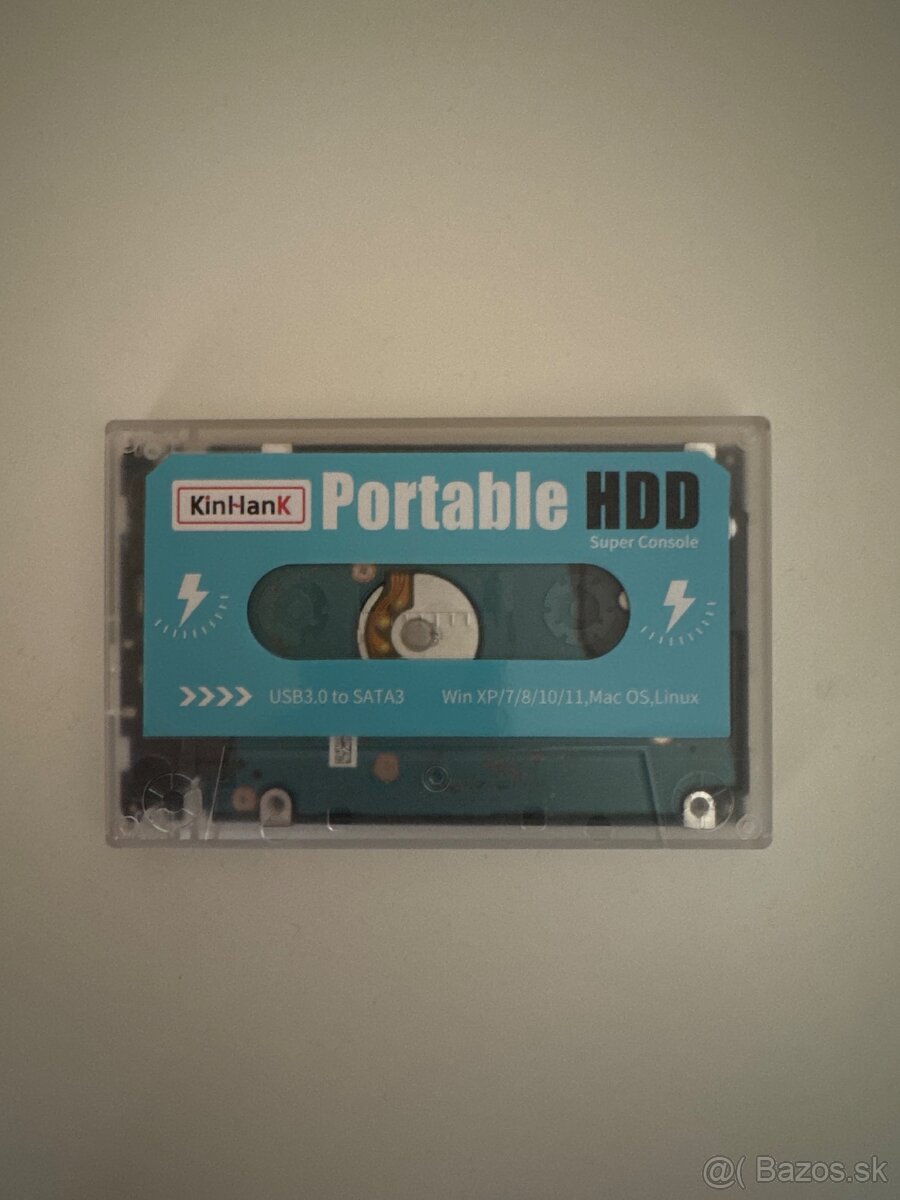 KinHanK Portable HDD
Super Console
USB3.0 to SATA3 Win XP/7/8/10/11,Mac OS,Linux
@( Bazos.sk